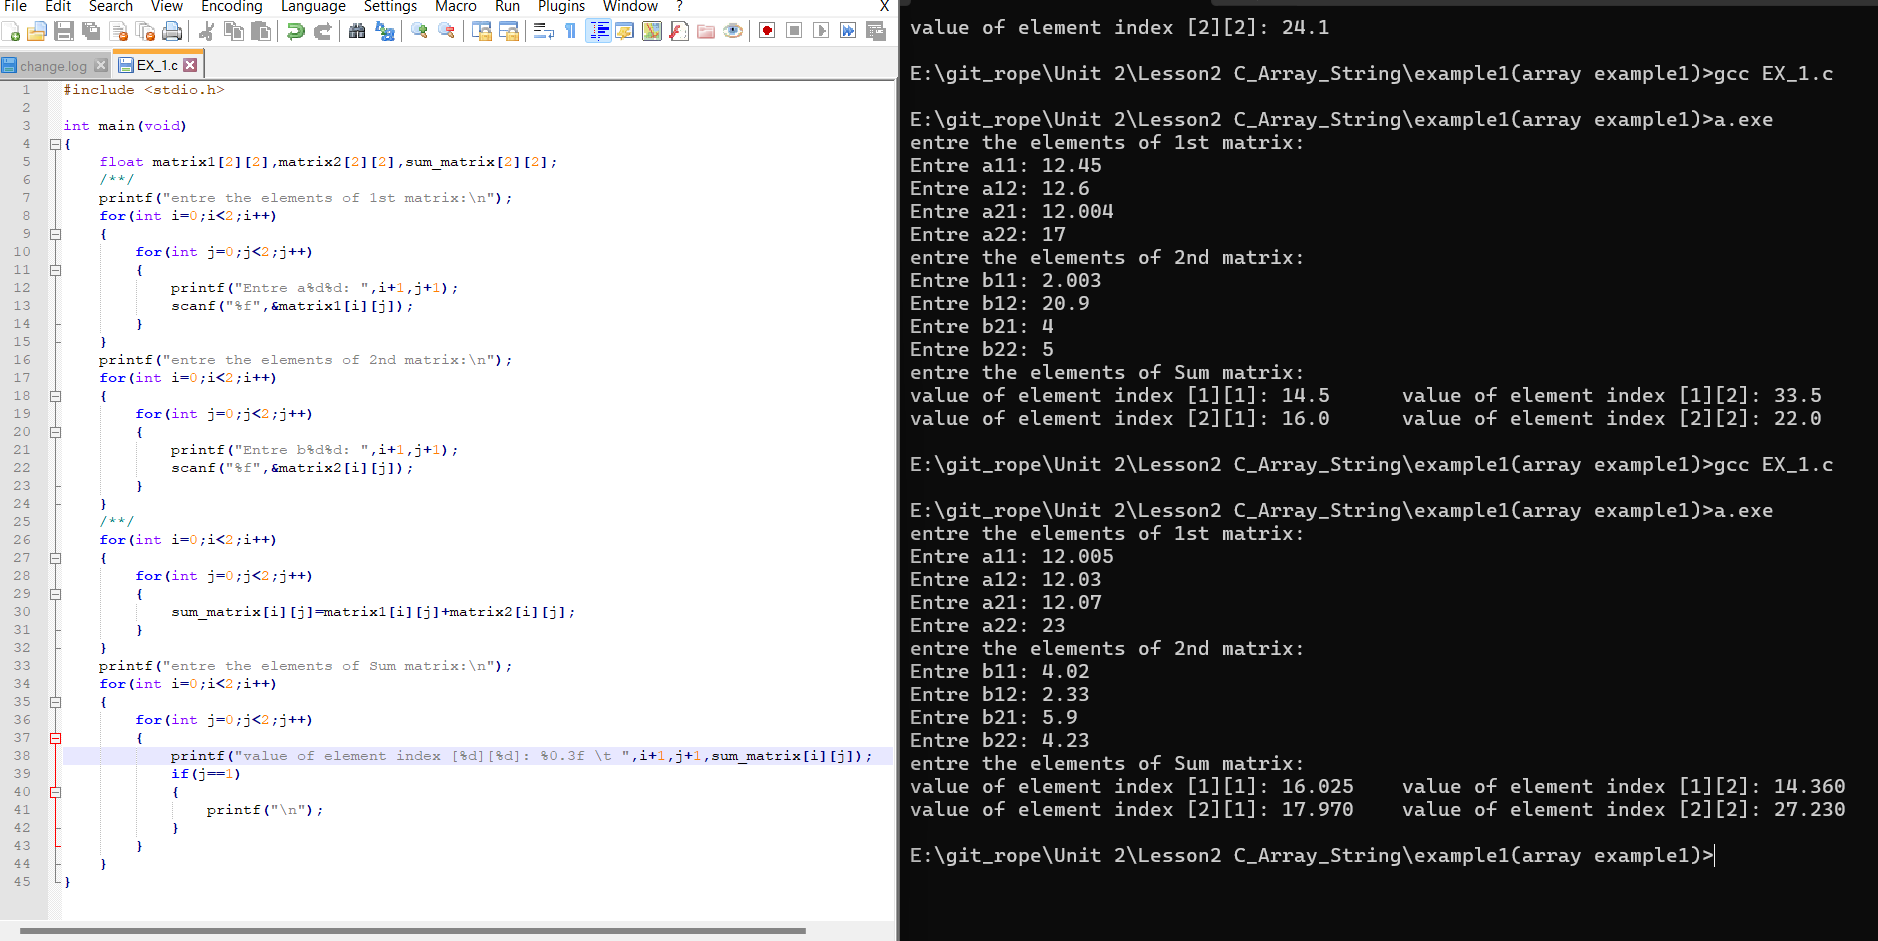 File Edit Search View Encoding Language Settings Macro Run Plugins Window ? X
change.log EX_1.c
1 #include <stdio.h>
2
3 int main(void)
4 {
5 float matrix1[2][2],matrix2[2][2],sum_matrix[2][2];
6 /**/
7 printf("entre the elements of 1st matrix:\n");
8 for(int i=0;i<2;i++)
9 {
10 for(int j=0;j<2;j++)
11 {
12 printf("Entre a%d%d: ",i+1,j+1);
13 scanf("%f",&matrix1[i][j]);
14 }
15 }
16 printf("entre the elements of 2nd matrix:\n");
17 for(int i=0;i<2;i++)
18 {
19 for(int j=0;j<2;j++)
20 {
21 printf("Entre b%d%d: ",i+1,j+1);
22 scanf("%f",&matrix2[i][j]);
23 }
24 }
25 /**/
26 for(int i=0;i<2;i++)
27 {
28 for(int j=0;j<2;j++)
29 {
30 sum_matrix[i][j]=matrix1[i][j]+matrix2[i][j];
31 }
32 }
33 printf("entre the elements of Sum matrix:\n");
34 for(int i=0;i<2;i++)
35 {
36 for(int j=0;j<2;j++)
37 {
38 printf("value of element index [%d][%d]: %0.3f \t ",i+1,j+1,sum_matrix[i][j]);
39 if(j==1)
40 {
41 printf("\n");
42 }
43 }
44 }
45 }
value of element index [2][2]: 24.1
E:\git_rope\Unit 2\Lesson2 C_Array_String\example1(array example1)>gcc EX_1.c
E:\git_rope\Unit 2\Lesson2 C_Array_String\example1(array example1)>a.exe
entre the elements of 1st matrix:
Entre a11: 12.45
Entre a12: 12.6
Entre a21: 12.004
Entre a22: 17
entre the elements of 2nd matrix:
Entre b11: 2.003
Entre b12: 20.9
Entre b21: 4
Entre b22: 5
entre the elements of Sum matrix:
value of element index [1][1]: 14.5 value of element index [1][2]: 33.5
value of element index [2][1]: 16.0 value of element index [2][2]: 22.0
E:\git_rope\Unit 2\Lesson2 C_Array_String\example1(array example1)>gcc EX_1.c
E:\git_rope\Unit 2\Lesson2 C_Array_String\example1(array example1)>a.exe
entre the elements of 1st matrix:
Entre a11: 12.005
Entre a12: 12.03
Entre a21: 12.07
Entre a22: 23
entre the elements of 2nd matrix:
Entre b11: 4.02
Entre b12: 2.33
Entre b21: 5.9
Entre b22: 4.23
entre the elements of Sum matrix:
value of element index [1][1]: 16.025 value of element index [1][2]: 14.360
value of element index [2][1]: 17.970 value of element index [2][2]: 27.230
E:\git_rope\Unit 2\Lesson2 C_Array_String\example1(array example1)>